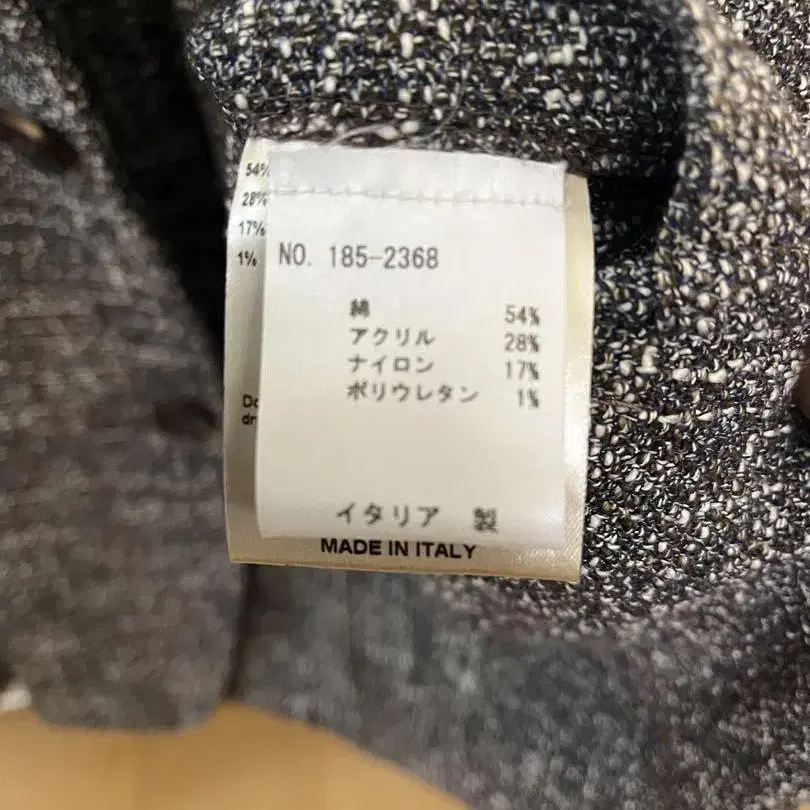 54%
28%
17%
1%
NO. 185-2368
綿 54%
アクリル 28%
ナイロン 17%
ポリウレタン 1%
イタリア 製
MADE IN ITALY